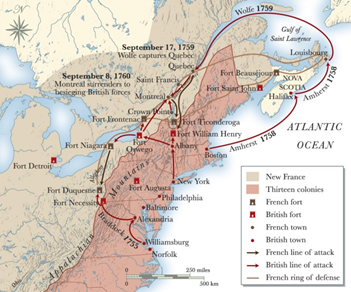 Wolfe 1759
Gulf of
Saint Lawrence
September 17, 1759
Wolfe captures Quebec
Louisbourg
Quebec
Fort Beauséjour
September 8, 1760
Montreal surrenders to
besieging British forces
Saint Francis
NOVA
SCOTIA
Fort Saint John
Montreal
Halifax
Amherst 1758
Crown Point
Fort Frontenac
Fort Ticonderoga
Fort William Henry
ATLANTIC
OCEAN
Fort Niagara
Fort
Oswego
Albany
Boston
Amherst 1758
Fort Detroit
Mountains
New York
Fort Augusta
Fort Duquesne
Philadelphia
Fort Necessity
Baltimore
Braddock 1755
Alexandria
Appalachian
Williamsburg
Norfolk
New France
Thirteen colonies
French fort
British fort
French town
British town
French line of attack
British line of attack
French ring of defense
0
250 miles
0
500 km